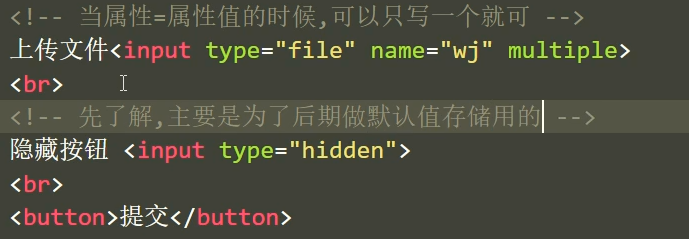 <!-- 当属性=属性值的时候,可以只写一个就可 -->
上传文件<input type="file" name="wj" multiple>
<br>
<!-- 先了解,主要是为了后期做默认值存储用的 -->
隐藏按钮 <input type="hidden">
<br>
<button>提交</button>